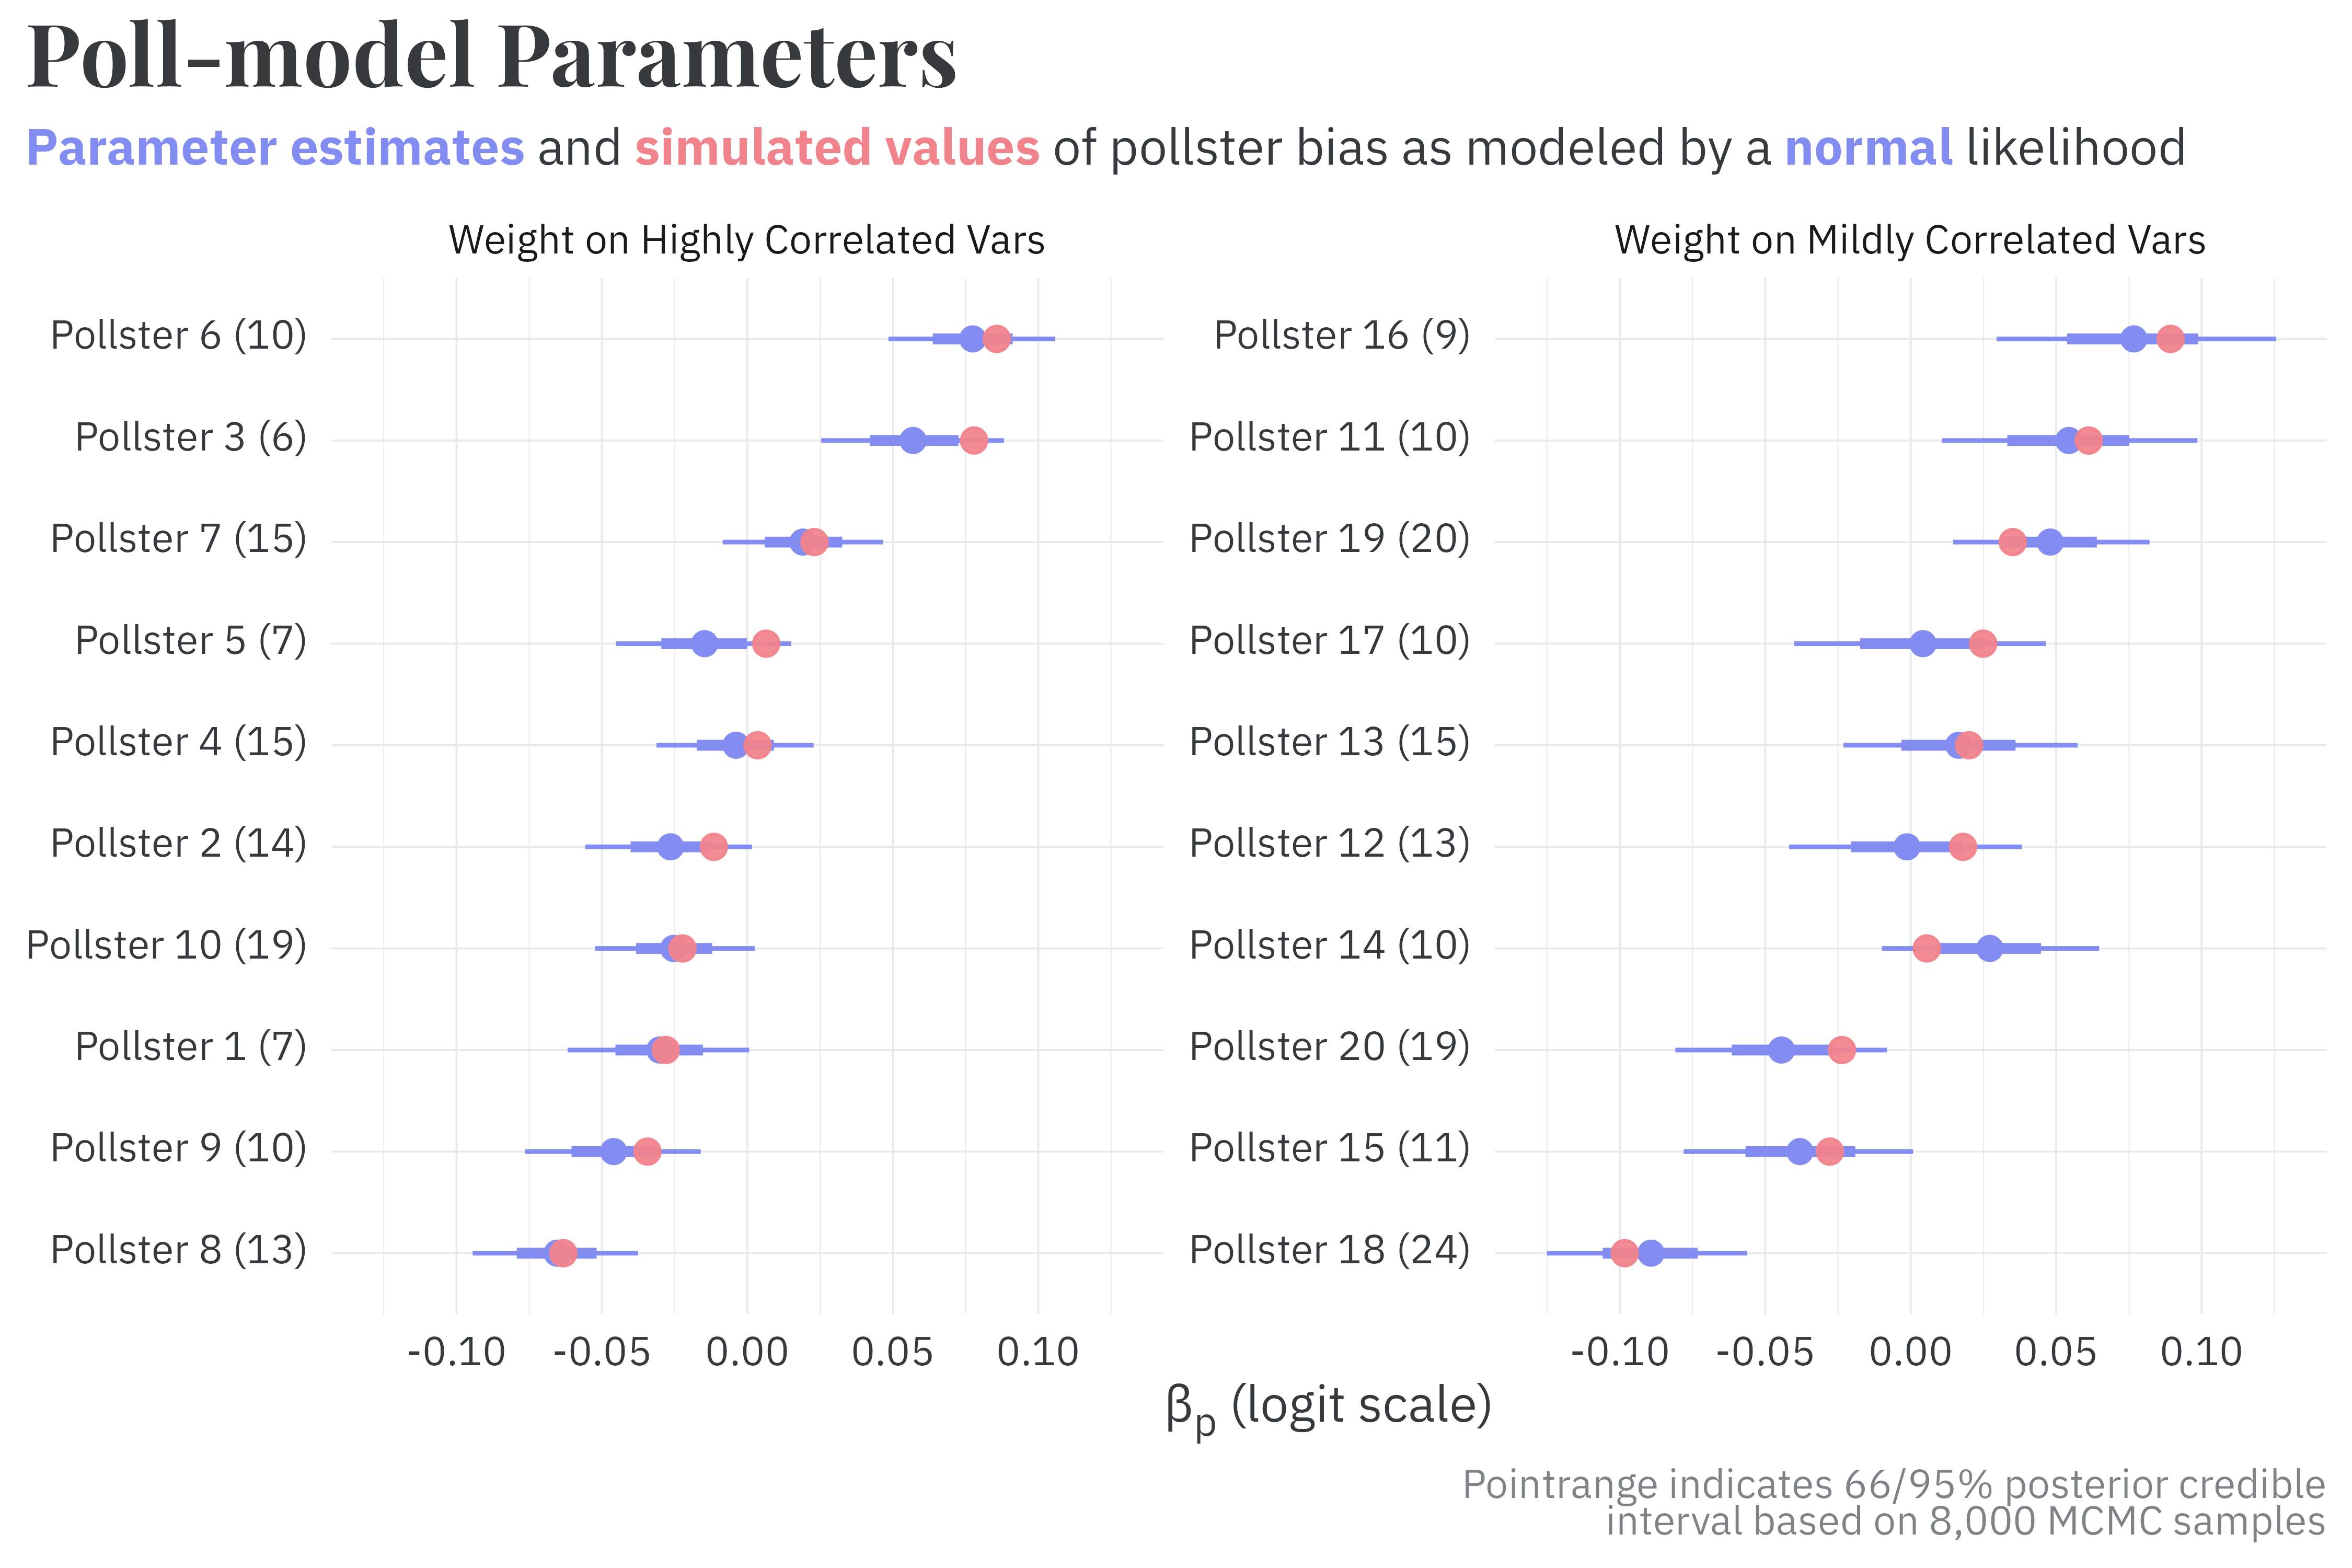 Poll-model Parameters
Parameter estimates and simulated values of pollster bias as modeled by a normal likelihood
Weight on Highly Correlated Vars
Pollster 6 (10)
Pollster 3 (6)
Pollster 7 (15)
Pollster 5 (7)
Pollster 4 (15)
Pollster 2 (14)
Pollster 10 (19)
Pollster 1 (7)
Pollster 9 (10)
Pollster 8 (13)
-0.10 -0.05 0.00 0.05 0.10
Weight on Mildly Correlated Vars
Pollster 16 (9)
Pollster 11 (10)
Pollster 19 (20)
Pollster 17 (10)
Pollster 13 (15)
Pollster 12 (13)
Pollster 14 (10)
Pollster 20 (19)
Pollster 15 (11)
Pollster 18 (24)
-0.10 -0.05 0.00 0.05 0.10
βp (logit scale)
Pointrange indicates 66/95% posterior credible
interval based on 8,000 MCMC samples